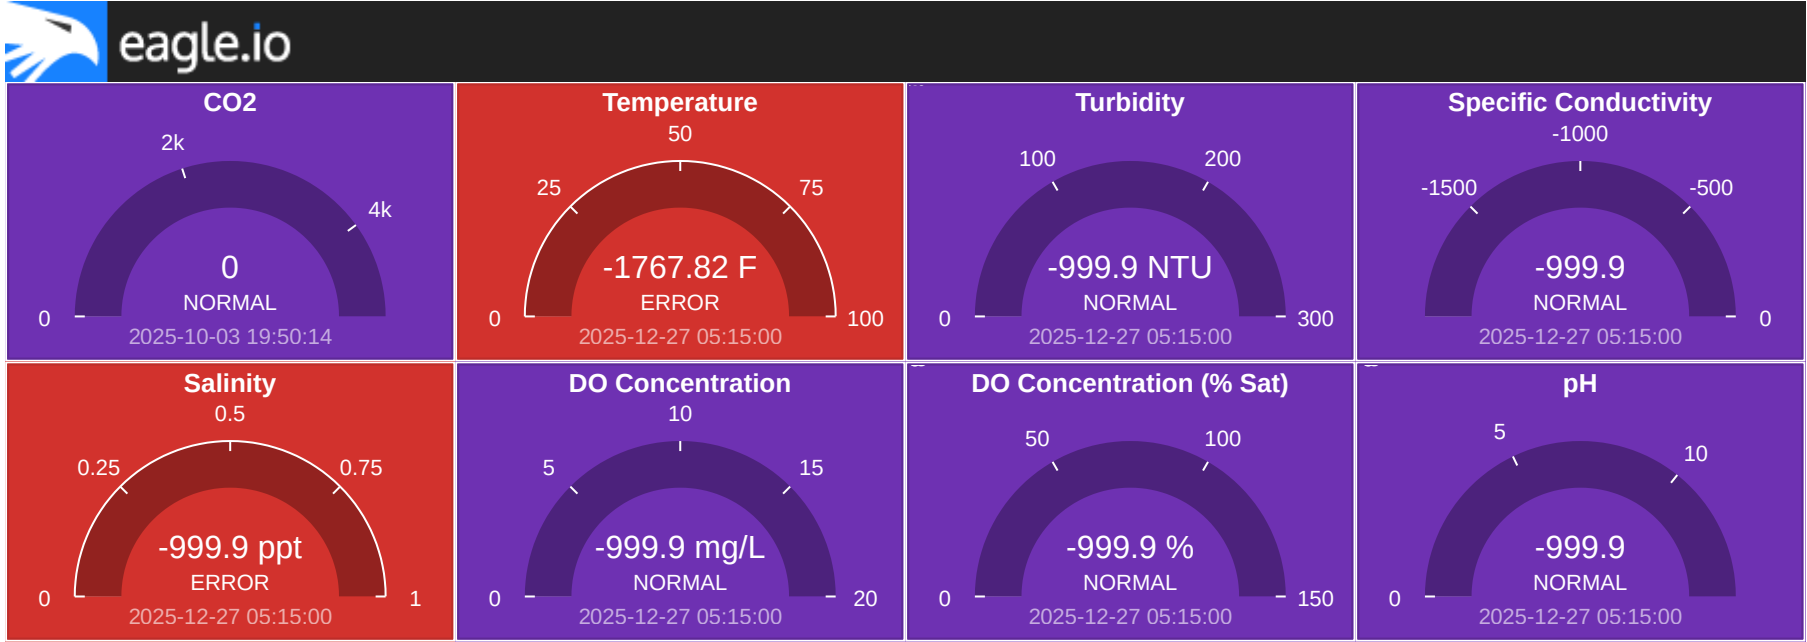 eagle.io
CO2
2k
4k
0
0
NORMAL
2025-10-03 19:50:14
Temperature
50
25
75
-1767.82 F
ERROR
0
100
2025-12-27 05:15:00
Turbidity
100
200
-999.9 NTU
NORMAL
0
300
2025-12-27 05:15:00
Specific Conductivity
-1000
-1500
-500
-999.9
NORMAL
0
2025-12-27 05:15:00
Salinity
0.5
0.25
0.75
-999.9 ppt
ERROR
0
1
2025-12-27 05:15:00
DO Concentration
10
5
15
-999.9 mg/L
NORMAL
0
20
2025-12-27 05:15:00
DO Concentration (% Sat)
50
100
-999.9 %
NORMAL
0
150
2025-12-27 05:15:00
pH
5
10
-999.9
NORMAL
0
2025-12-27 05:15:00